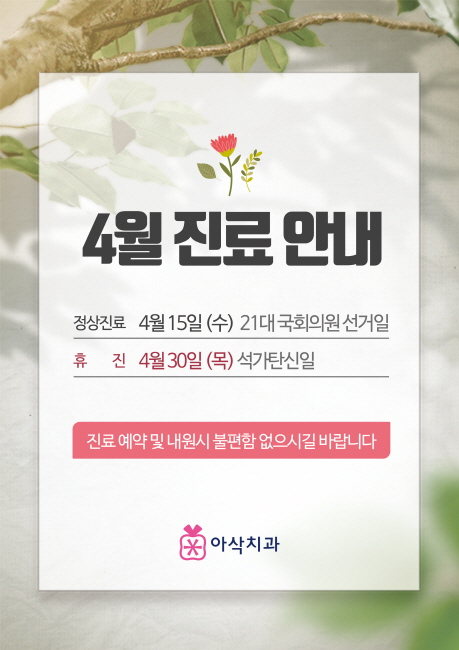 4월 진료 안내
정상진료 4월 15일 (수) 21대 국회의원 선거일
휴 진 4월 30일 (목) 석가탄신일
진료 예약 및 내원시 불편함 없으시길 바랍니다
아삭치과